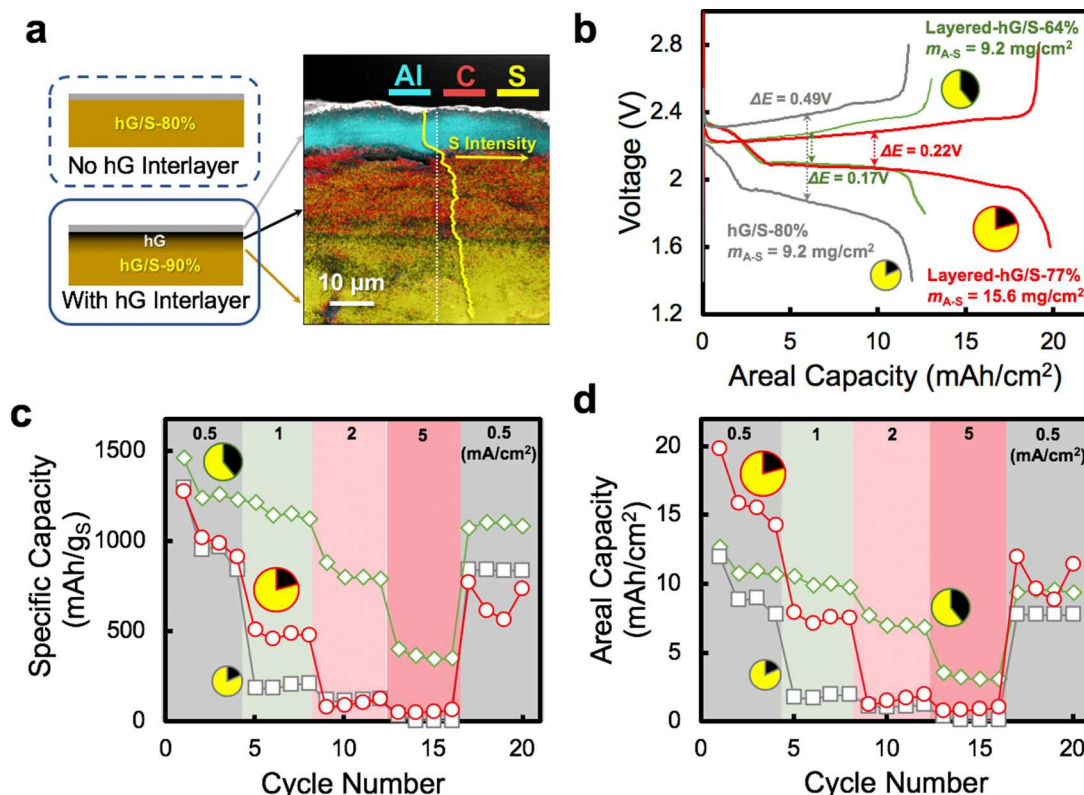 a
hG/S-80%
No hG Interlayer
hG
hG/S-90%
With hG Interlayer
Al C S
S Intensity
10 μm
b
Voltage (V)
2.8
2.4
2
1.6
1.2
0 5 10 15 20
Areal Capacity (mAh/cm²)
Layered-hG/S-64%
mA-S = 9.2 mg/cm²
ΔE = 0.49V
ΔE = 0.22V
ΔE = 0.17V
hG/S-80%
mA-S = 9.2 mg/cm²
Layered-hG/S-77%
mA-S = 15.6 mg/cm²
c
Specific Capacity
(mAh/gS)
1500
1000
500
0
0.5 1 2 5 0.5
(mA/cm²)
0 5 10 15 20
Cycle Number
d
Areal Capacity
(mAh/cm²)
20
15
10
5
0
0.5 1 2 5 0.5
(mA/cm²)
0 5 10 15 20
Cycle Number